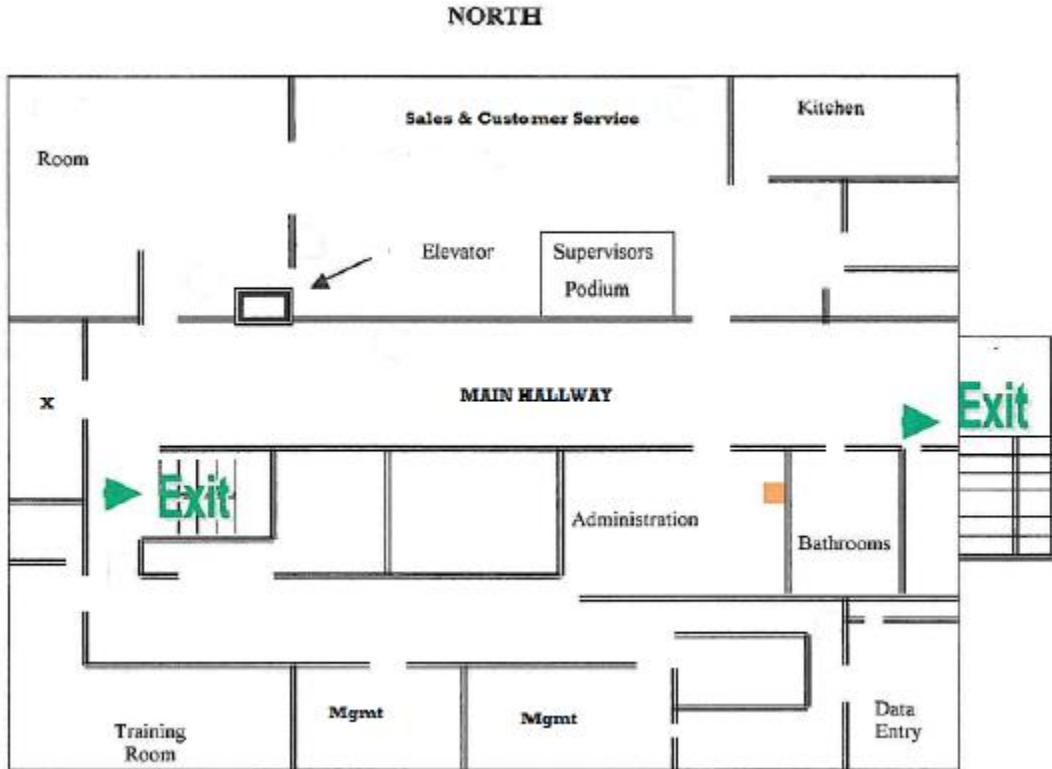 NORTH
Sales & Customer Service
Kitchen
Room
Elevator
Supervisors
Podium
x
MAIN HALLWAY
Exit
Exit
Administration
Bathrooms
Mgmt
Mgmt
Training
Room
Data
Entry